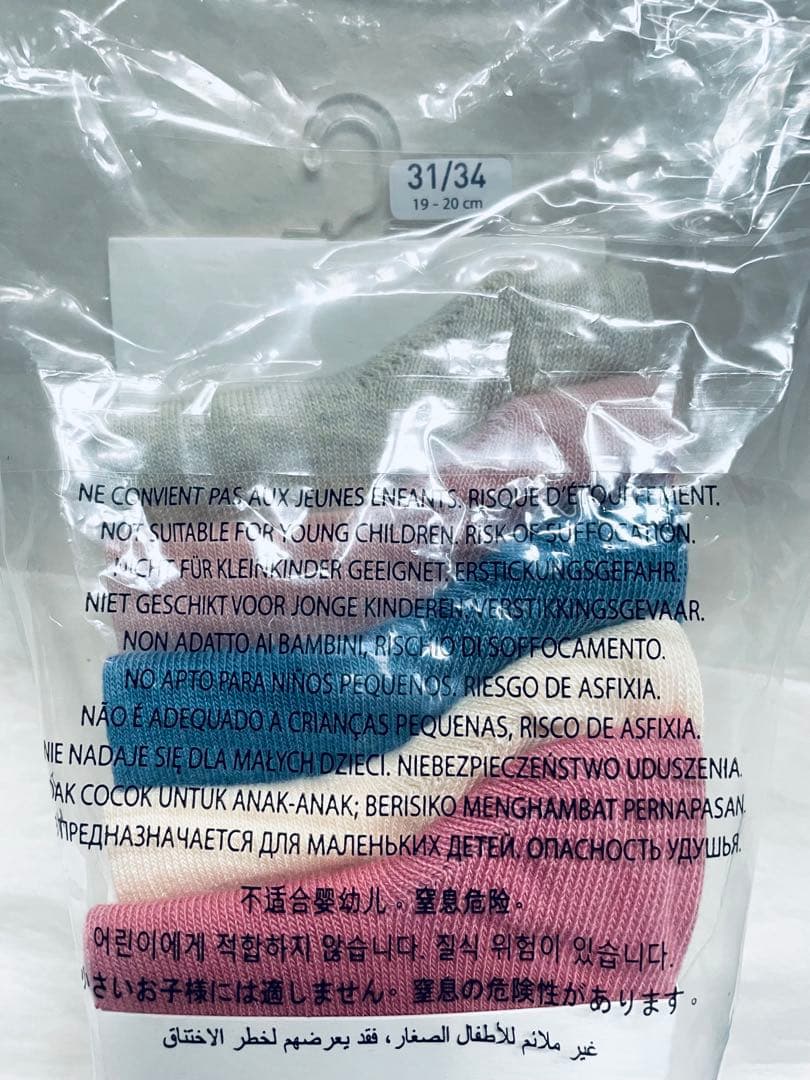 31/34
19 - 20 cm
NE CONVIENT PAS AUX JEUNES ENFANTS. RISQUE D'ÉTOUFFEMENT.
NOT SUITABLE FOR YOUNG CHILDREN. RISK OF SUFFOCATION.
NICHT FÜR KLEINKINDER GEEIGNET. ERSTICKUNGSGEFAHR.
NIET GESCHIKT VOOR JONGE KINDEREN. VERSTIKKINGSGEVAAR.
NON ADATTO AI BAMBINI, RISCHIO DI SOFFOCAMENTO.
NO APTO PARA NIÑOS PEQUENOS. RIESGO DE ASFIXIA.
NÃO É ADEQUADO A CRIANÇAS PEQUENAS, RISCO DE ASFIXIA.
NIE NADAJE SIĘ DLA MAŁYCH DZIECI. NIEBEZPIECZEŃSTWO UDUSZENIA.
COCOK UNTUK ANAK-ANAK; BERISIKO MENGHAMBAT PERNAPASAN.
ПРЕДНАЗНАЧАЕТСЯ ДЛЯ МАЛЕНЬКИХ ДЕТЕЙ. ОПАСНОСТЬ УДУШЬЯ.
不适合婴幼儿。窒息危险。
어린이에게 적합하지 않습니다. 질식 위험이 있습니다.
小さいお子様には適しません。窒息の危険性があります。
غير ملائم للأطفال الصغار، فقد يعرضهم لخطر الاختناق